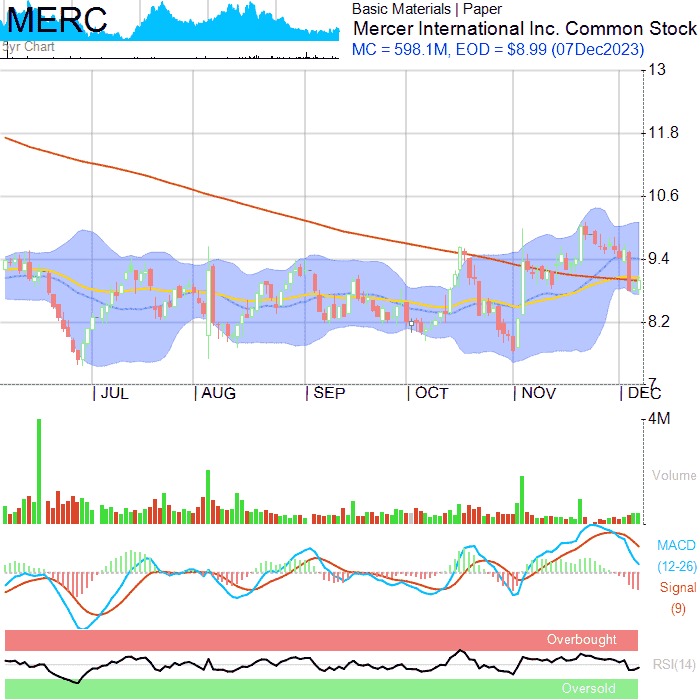 MERC
5yr Chart
Basic Materials | Paper
Mercer International Inc. Common Stock
MC = 598.1M, EOD = $8.99 (07Dec2023)
13
11.8
10.6
9.4
8.2
7
| JUL | AUG | SEP | OCT | NOV | DEC
4M
Volume
MACD
(12-26)
Signal
(9)
Overbought
RSI(14)
Oversold